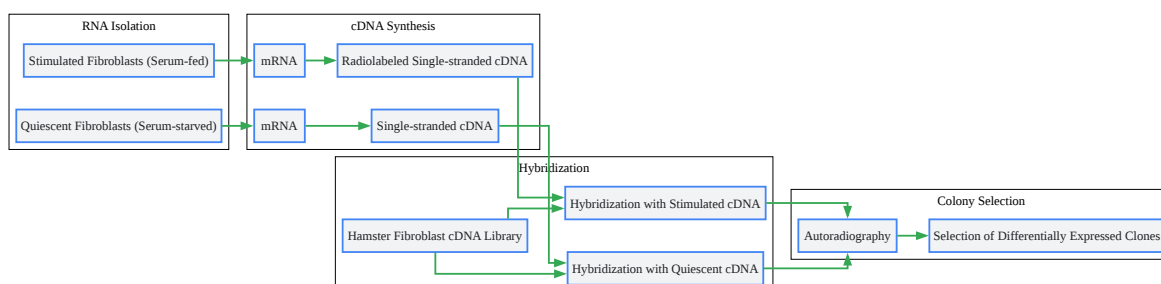 RNA Isolation
cDNA Synthesis
Stimulated Fibroblasts (Serum-fed)
mRNA
Radiolabeled Single-stranded cDNA
Quiescent Fibroblasts (Serum-starved)
mRNA
Single-stranded cDNA
Hybridization
Hybridization with Stimulated cDNA
Colony Selection
Hamster Fibroblast cDNA Library
Autoradiography
Selection of Differentially Expressed Clones
Hybridization with Quiescent cDNA